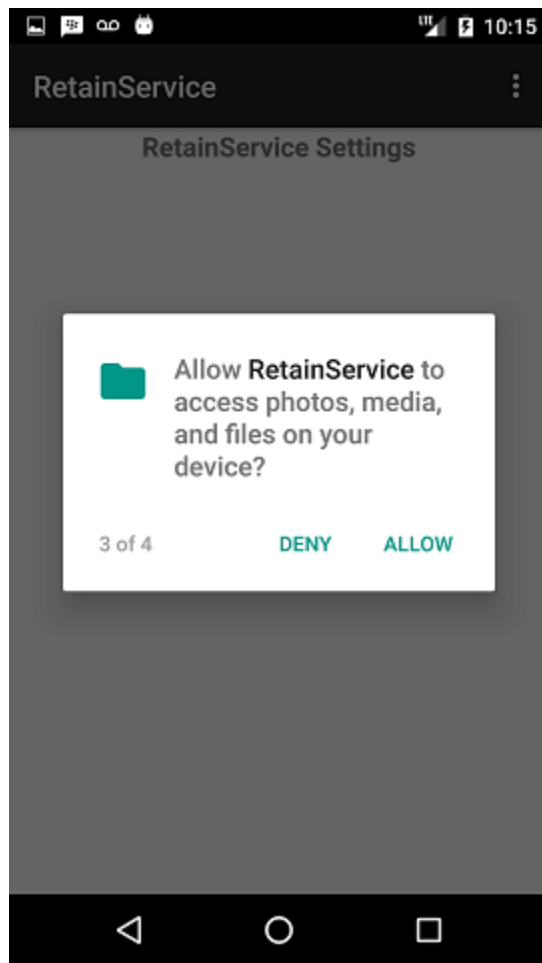 LTE 10:15
RetainService
RetainService Settings
Allow RetainService to
access photos, media,
and files on your
device?
3 of 4 DENY ALLOW